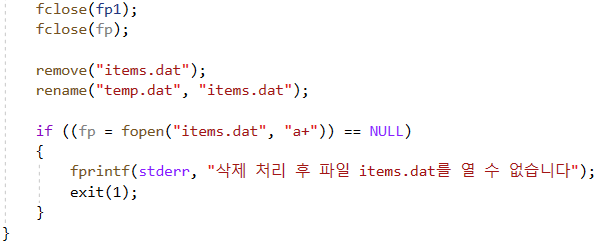 fclose(fp1);
fclose(fp);
remove("items.dat");
rename("temp.dat", "items.dat");
if ((fp = fopen("items.dat", "a+")) == NULL)
{
fprintf(stderr, "삭제 처리 후 파일 items.dat를 열 수 없습니다");
exit(1);
}
}